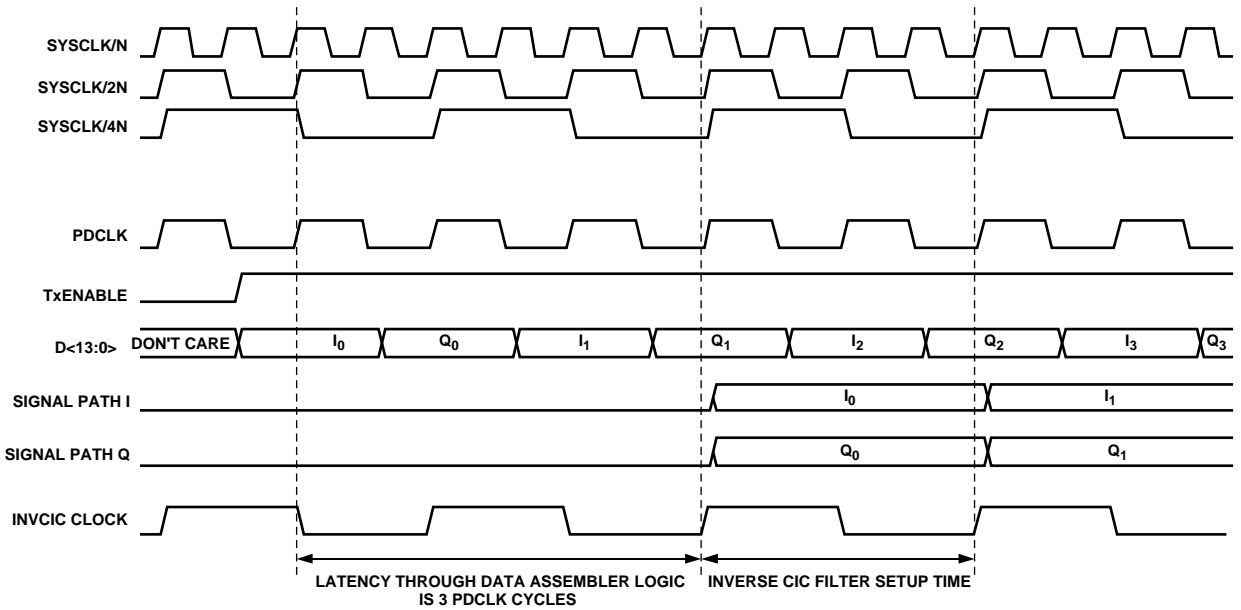 SYSCLK/N
SYSCLK/2N
SYSCLK/4N
PDCLK
TxENABLE
D<13:0> DON'T CARE I0 Q0 I1 Q1 I2 Q2 I3 Q3
SIGNAL PATH I I0 I1
SIGNAL PATH Q Q0 Q1
INVCIC CLOCK
LATENCY THROUGH DATA ASSEMBLER LOGIC
IS 3 PDCLK CYCLES
INVERSE CIC FILTER SETUP TIME